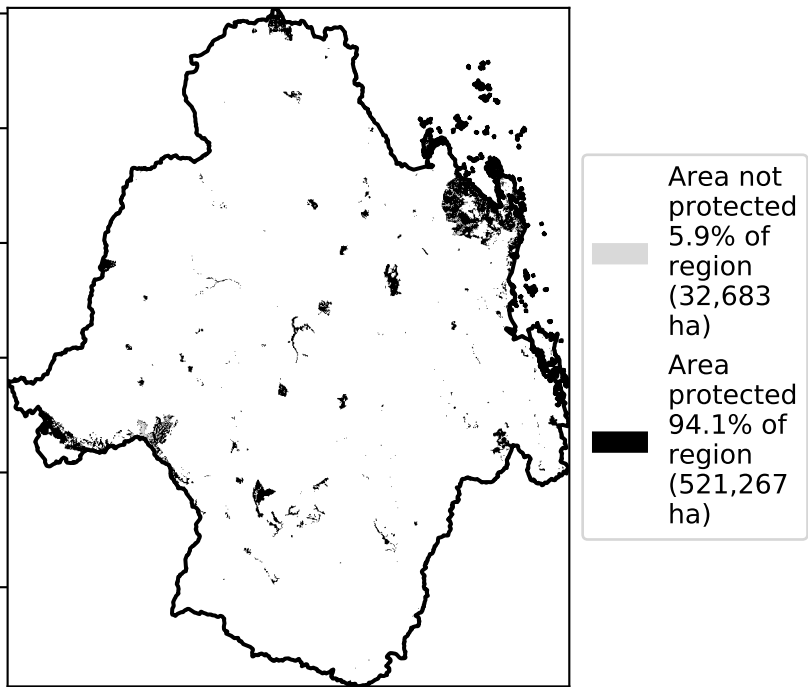 Area not
protected
5.9% of
region
(32,683
ha)
Area
protected
94.1% of
region
(521,267
ha)